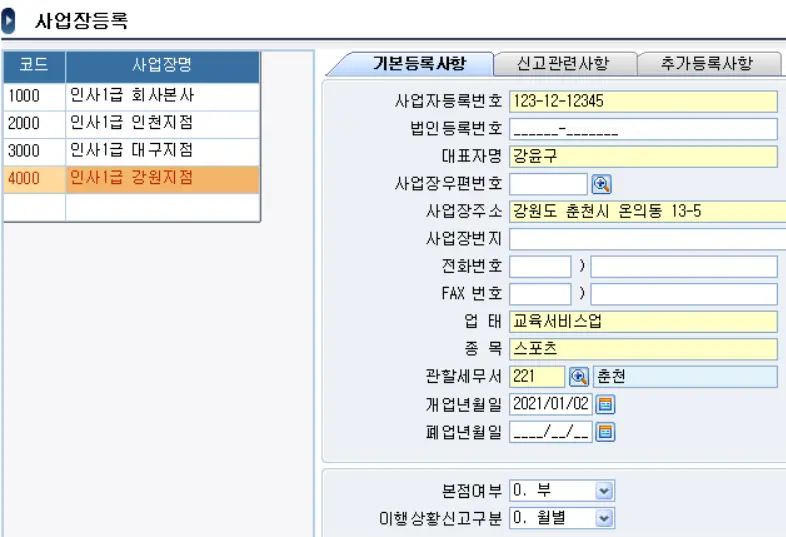 사업장등록
코드 사업장명
1000 인사1급 회사본사
2000 인사1급 인천지점
3000 인사1급 대구지점
4000 인사1급 강원지점
기본등록사항 신고관련사항 추가등록사항
사업자등록번호 123-12-12345
법인등록번호 ______-_______
대표자명 강윤구
사업장우편번호
사업장주소 강원도 춘천시 온의동 13-5
사업장번지
전화번호 )
FAX 번호 )
업 태 교육서비스업
종 목 스포츠
관할세무서 221 춘천
개업년월일 2021/01/02
폐업년월일 ____/__/__
본점여부 0. 부
이행상황신고구분 0. 월별